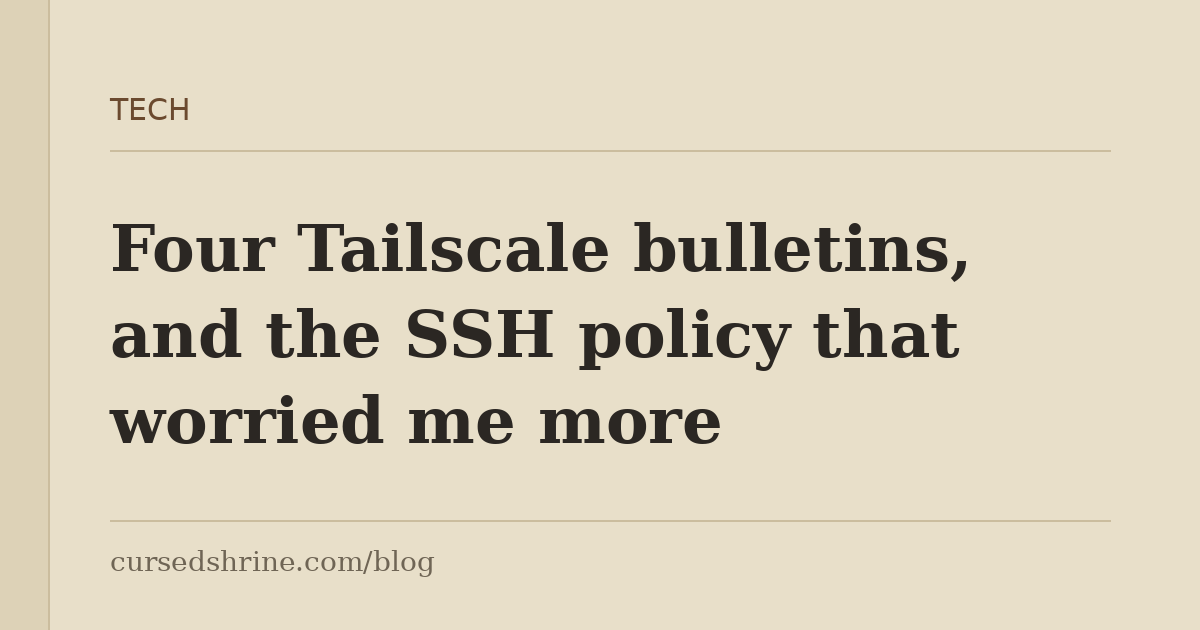 TECH
Four Tailscale bulletins,
and the SSH policy that
worried me more
cursedshrine.com/blog